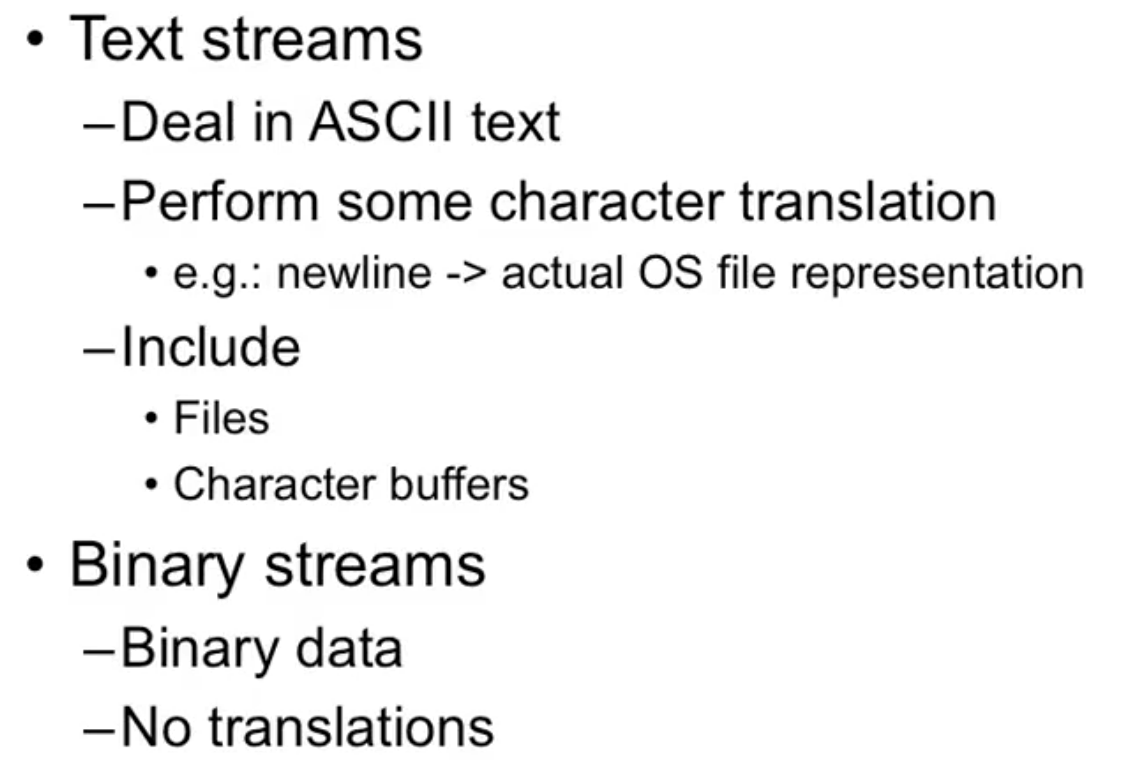 • Text streams
–Deal in ASCII text
–Perform some character translation
• e.g.: newline -> actual OS file representation
–Include
• Files
• Character buffers
• Binary streams
–Binary data
–No translations